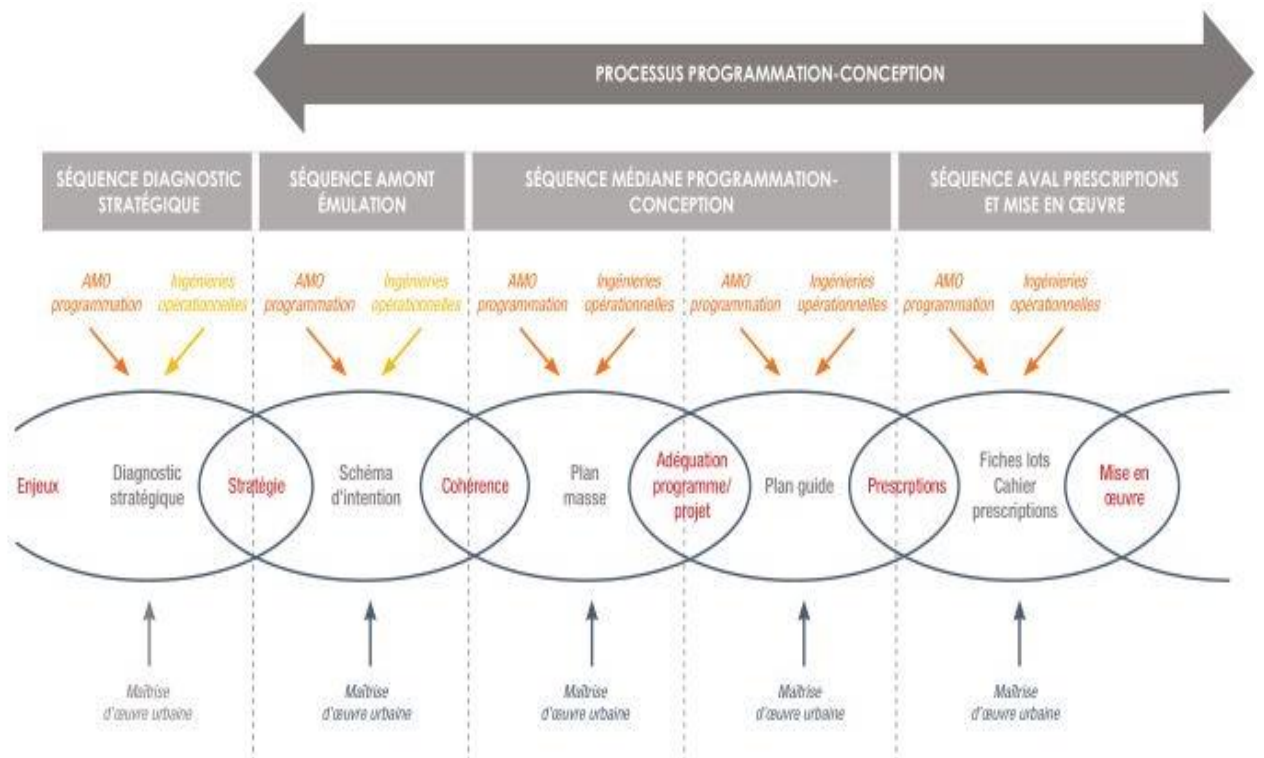 PROCESSUS PROGRAMMATION-CONCEPTION
SÉQUENCE DIAGNOSTIC
STRATÉGIQUE
SÉQUENCE AMONT
ÉMULATION
SÉQUENCE MÉDIANE PROGRAMMATION-
CONCEPTION
SÉQUENCE AVAL PRESCRIPTIONS
ET MISE EN ŒUVRE
AMO
programmation
Ingénieries
opérationnelles
AMO
programmation
Ingénieries
opérationnelles
AMO
programmation
Ingénieries
opérationnelles
AMO
programmation
Ingénieries
opérationnelles
AMO
programmation
Ingénieries
opérationnelles
Enjeux
Diagnostic
stratégique
Stratégie
Schéma
d'intention
Cohérence
Plan
masse
Adéquation
programme/
projet
Plan guide
Prescrptions
Fiches lots
Cahier
prescriptions
Mise en
œuvre
Maîtrise
d'œuvre urbaine
Maîtrise
d'œuvre urbaine
Maîtrise
d'œuvre urbaine
Maîtrise
d'œuvre urbaine
Maîtrise
d'œuvre urbaine